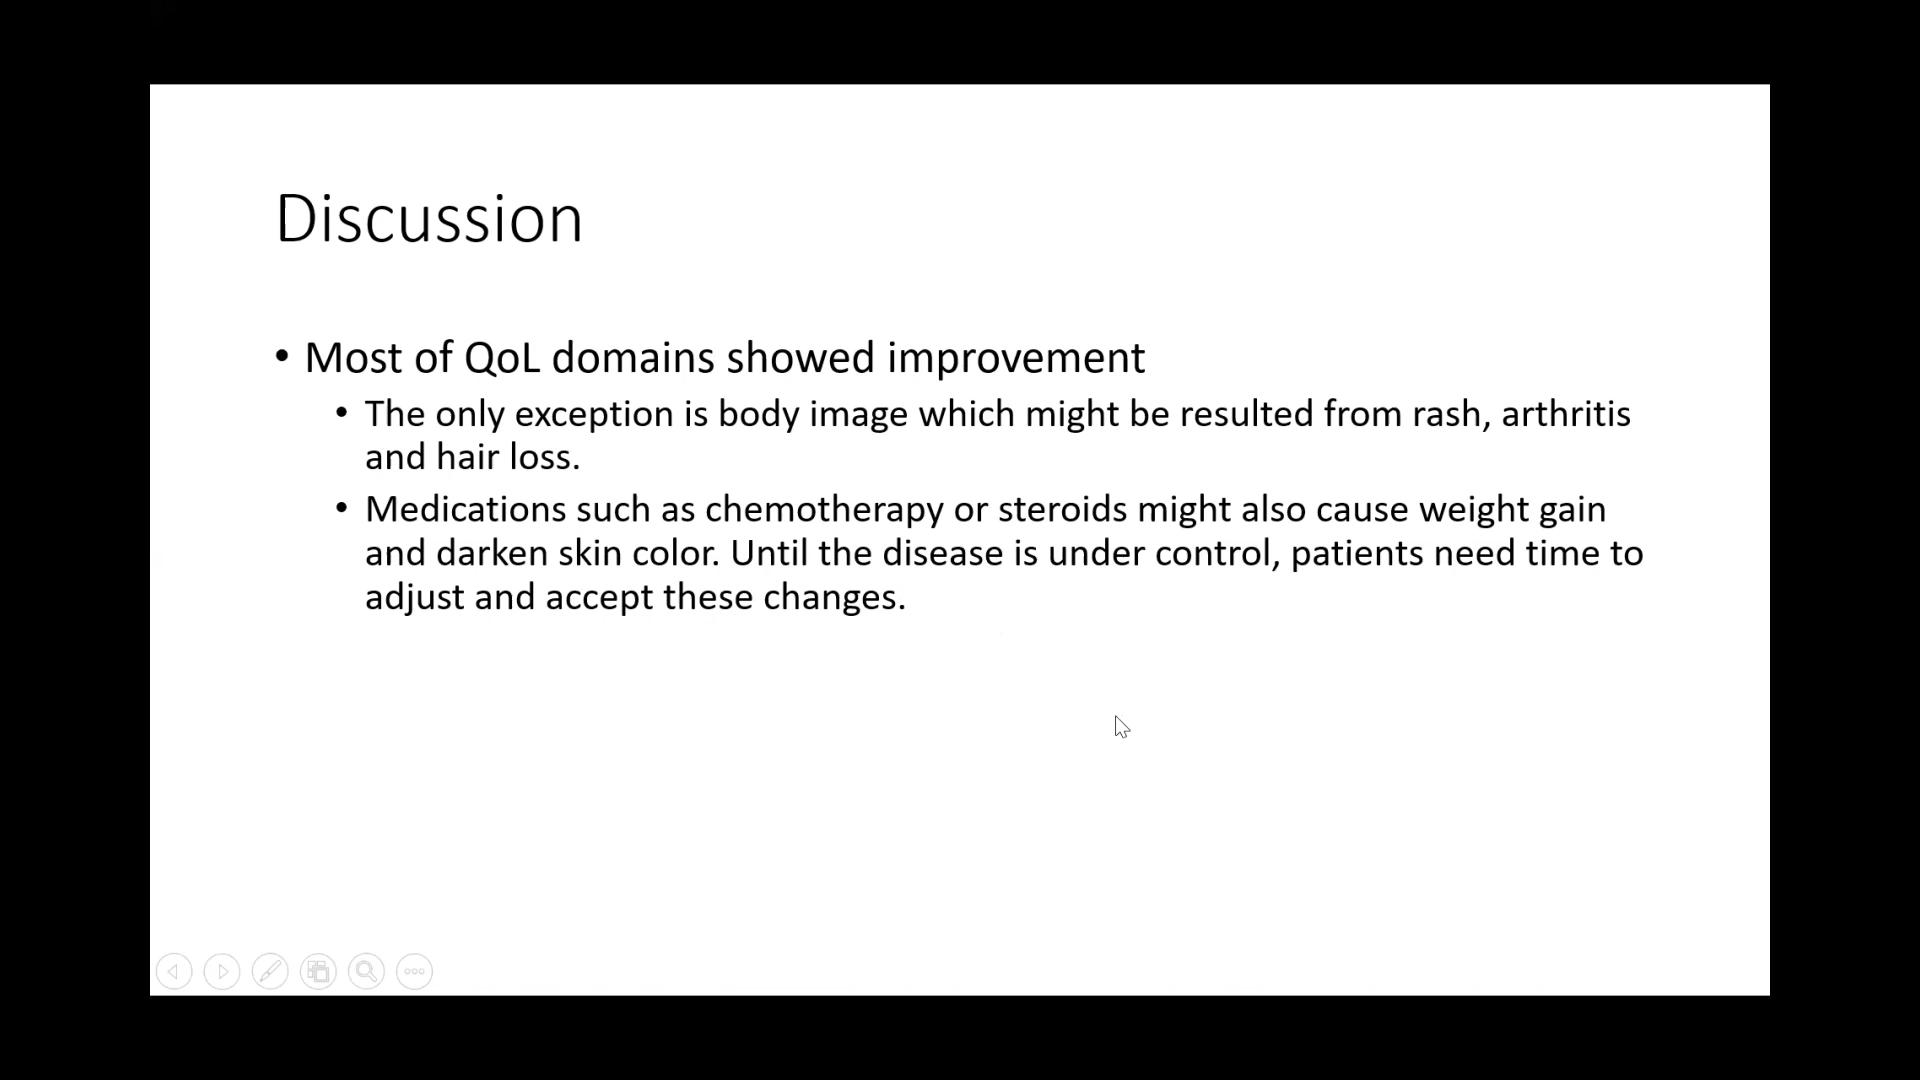 Discussion
• Most of QoL domains showed improvement
• The only exception is body image which might be resulted from rash, arthritis
and hair loss.
• Medications such as chemotherapy or steroids might also cause weight gain
and darken skin color. Until the disease is under control, patients need time to
adjust and accept these changes.